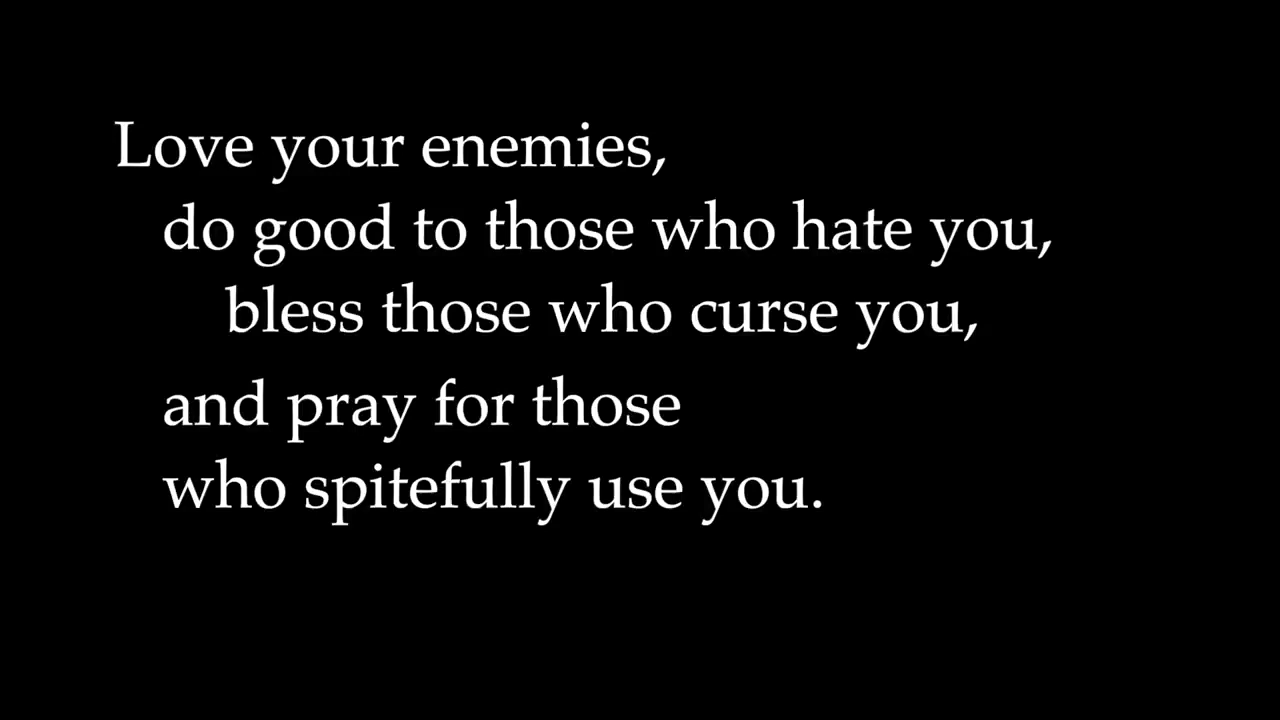 Love your enemies,
do good to those who hate you,
bless those who curse you,
and pray for those
who spitefully use you.